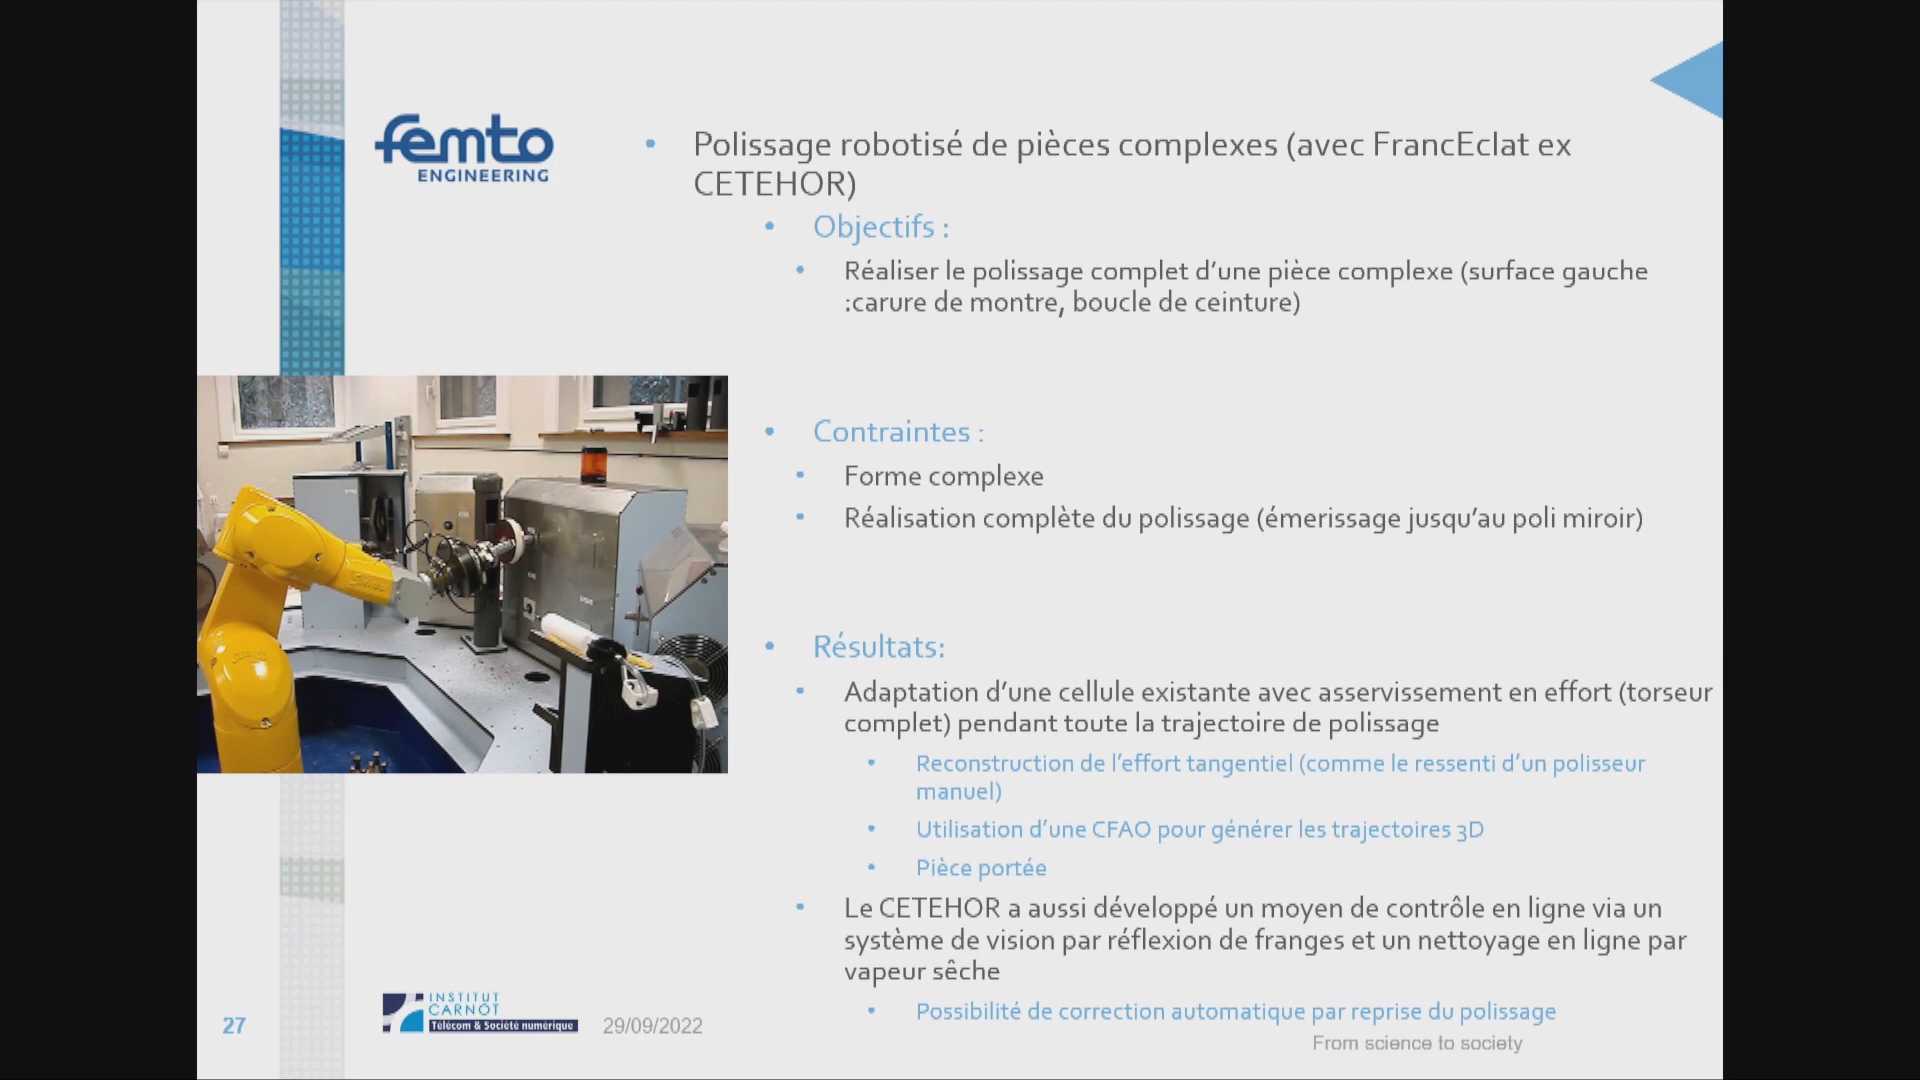 femto
ENGINEERING
Polissage robotisé de pièces complexes (avec FrancEclat ex
CETEHOR)
Objectifs :
Réaliser le polissage complet d’une pièce complexe (surface gauche
:carure de montre, boucle de ceinture)
Contraintes :
Forme complexe
Réalisation complète du polissage (émerissage jusqu’au poli miroir)
Résultats:
Adaptation d’une cellule existante avec asservissement en effort (torseur
complet) pendant toute la trajectoire de polissage
Reconstruction de l’effort tangentiel (comme le ressenti d’un polisseur
manuel)
Utilisation d’une CFAO pour générer les trajectoires 3D
Pièce portée
Le CETEHOR a aussi développé un moyen de contrôle en ligne via un
système de vision par réflexion de franges et un nettoyage en ligne par
vapeur sêche
Possibilité de correction automatique par reprise du polissage
27
INSTITUT
CARNOT
Télécom & Société numérique
29/09/2022
From science to society